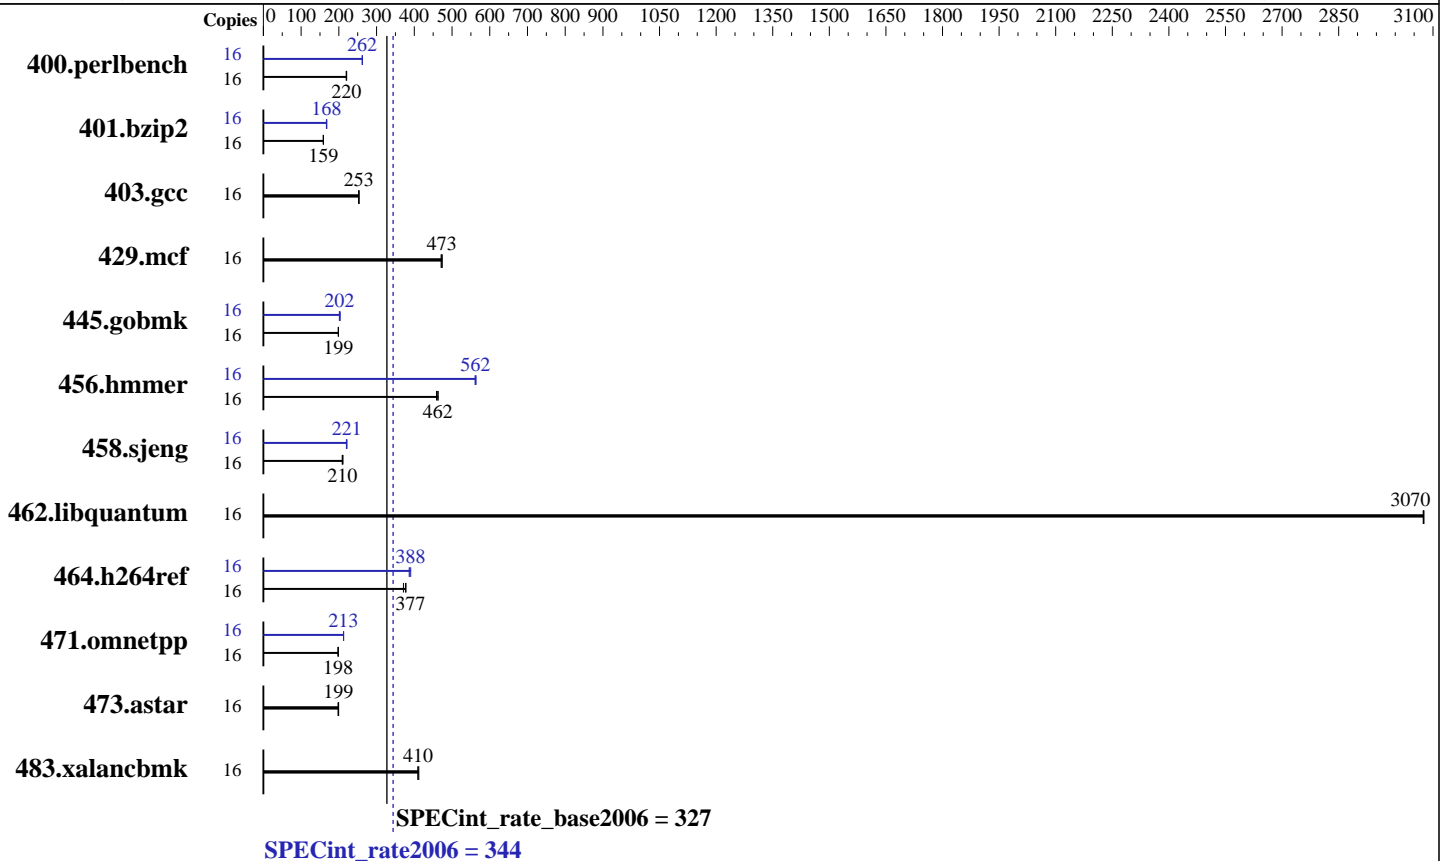 Copies 0 100 200 300 400 500 600 700 800 900 1050 1200 1350 1500 1650 1800 1950 2100 2250 2400 2550 2700 2850 3100
400.perlbench 16 262
16 220
401.bzip2 16 168
16 159
403.gcc 16 253
429.mcf 16 473
445.gobmk 16 202
16 199
456.hmmer 16 562
16 462
458.sjeng 16 221
16 210
462.libquantum 16 3070
464.h264ref 16 388
16 377
471.omnetpp 16 213
16 198
473.astar 16 199
483.xalancbmk 16 410
SPECint_rate_base2006 = 327
SPECint_rate2006 = 344